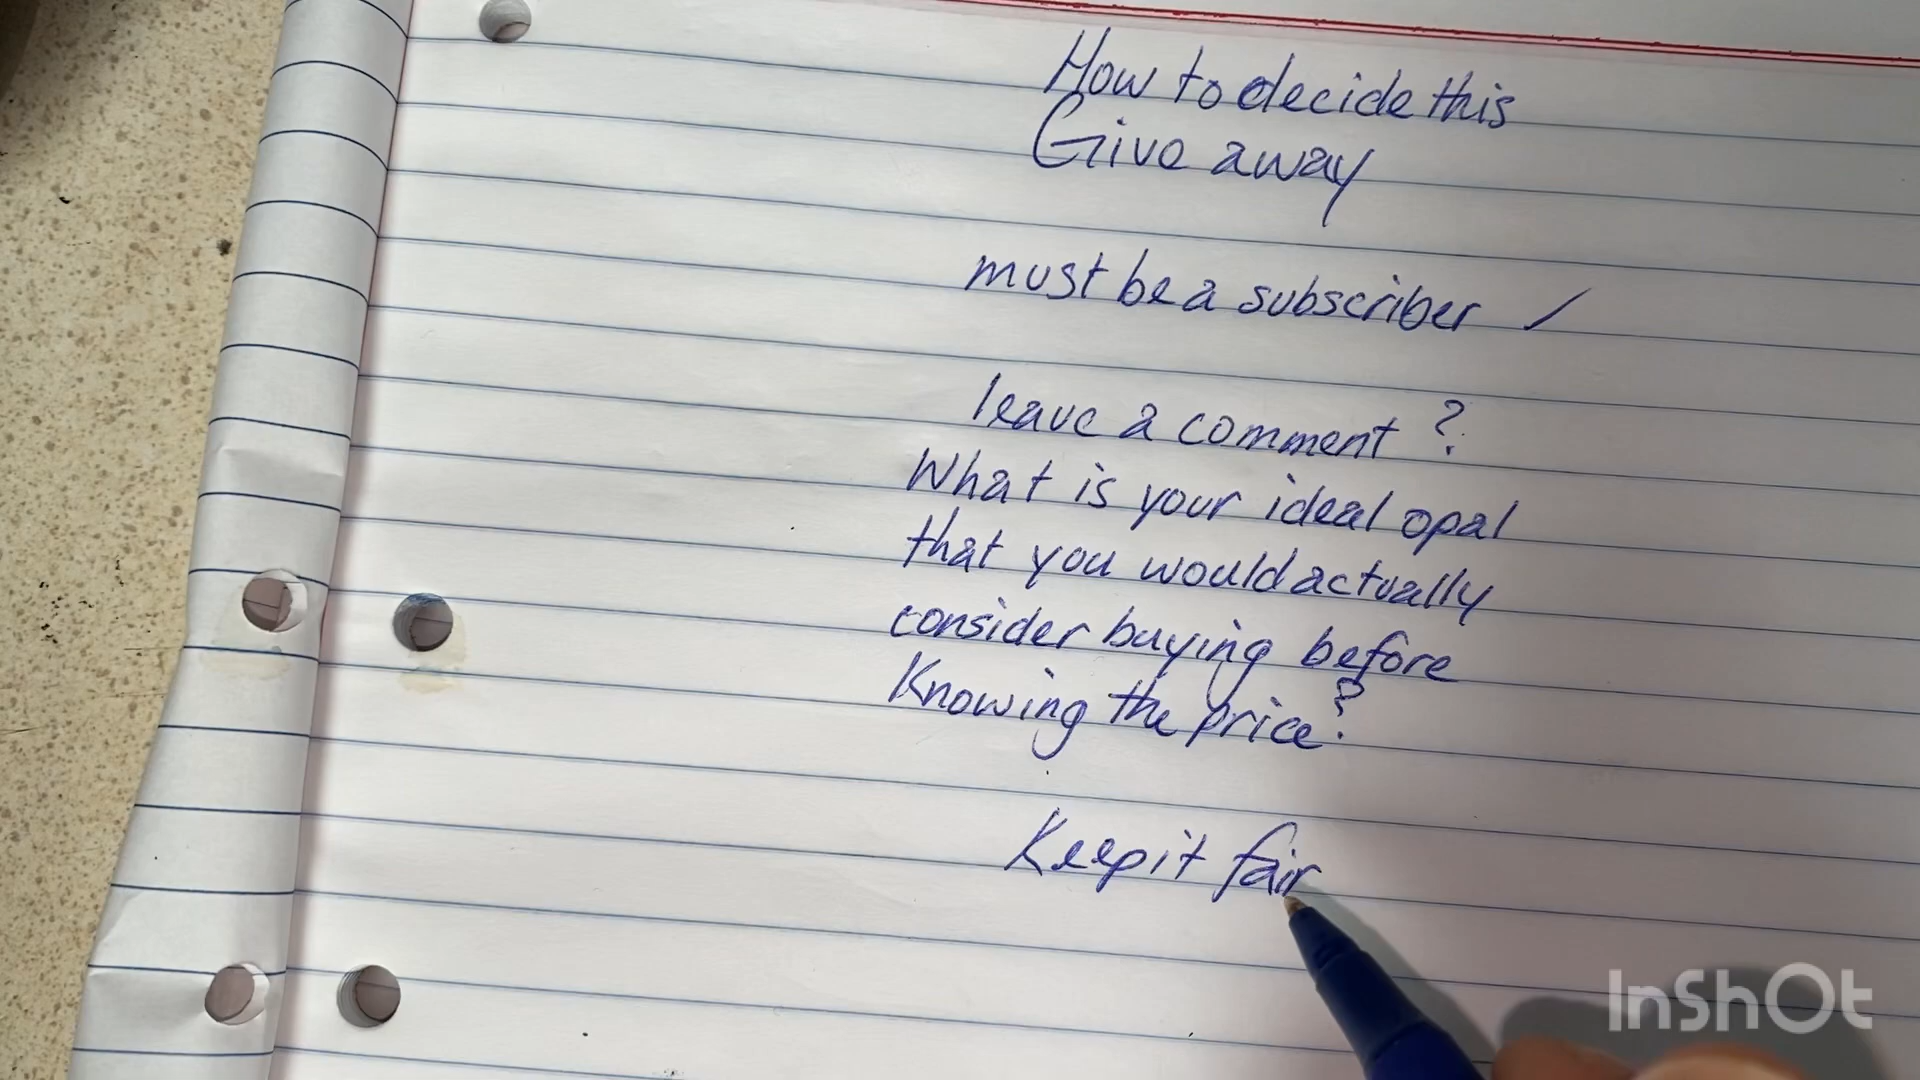 How to decide this
Give away
must be a subscriber
leave a comment ?
What is your ideal opal
that you would actually
consider buying before
Knowing the price?
Keep it fair
InShOt